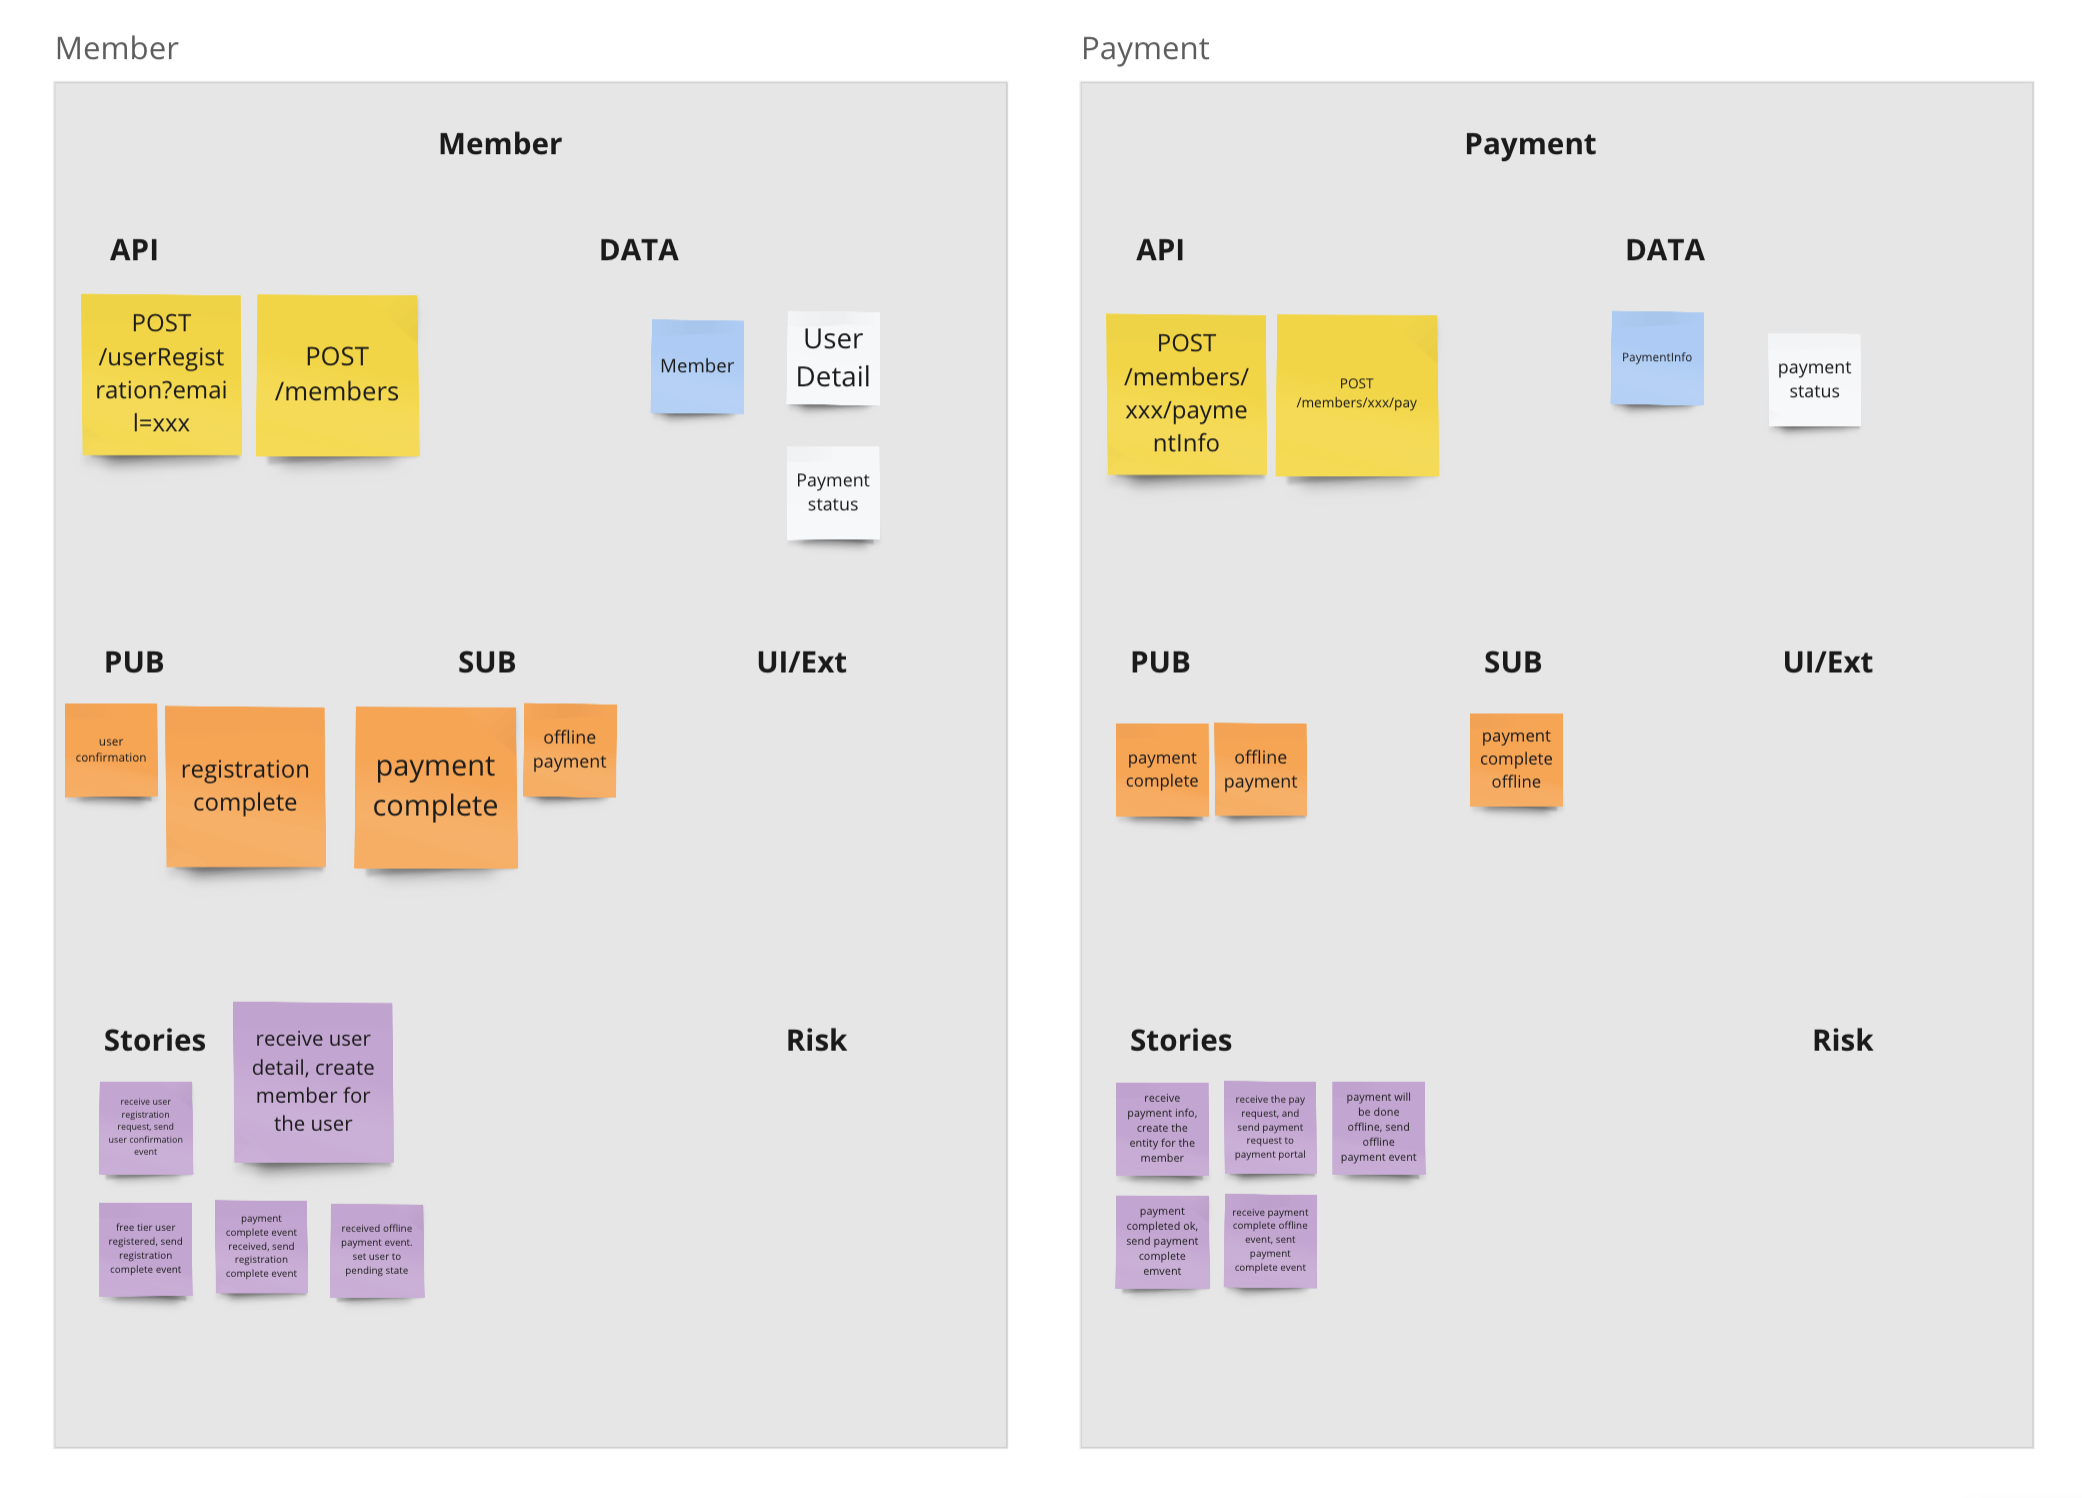 Member
Member
API
DATA
POST
/userRegist
ration?emai
l=xxx
POST
/members
Member
User
Detail
Payment
status
PUB
SUB
UI/Ext
user
confirmation
registration
complete
payment
complete
offline
payment
Stories
Risk
receive user
registration
request, send
user confirmation
event
receive user
detail, create
member for
the user
free tier user
registered, send
registration
complete event
payment
complete event
received, send
registration
complete event
received offline
payment event.
set user to
pending state
Payment
Payment
API
DATA
POST
/members/
xxx/payme
ntInfo
POST
/members/xxx/pay
PaymentInfo
payment
status
PUB
SUB
UI/Ext
payment
complete
offline
payment
payment
complete
offline
Stories
Risk
receive
payment info,
create the
entity for the
member
receive the pay
request, and
send payment
request to
payment portal
payment will
be done
offline, send
offline
payment event
payment
completed ok,
send payment
complete
emvent
receive payment
complete offline
event, sent
payment
complete event